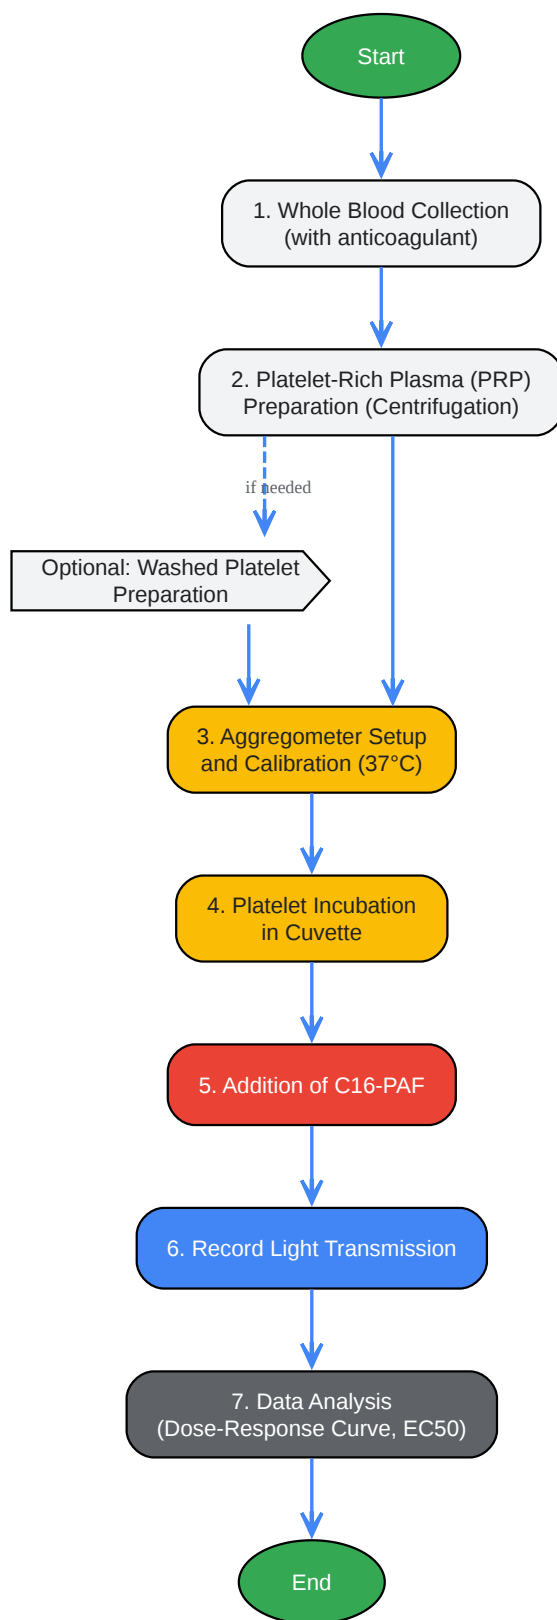 Start
1. Whole Blood Collection
(with anticoagulant)
2. Platelet-Rich Plasma (PRP)
Preparation (Centrifugation)
if needed
Optional: Washed Platelet
Preparation
3. Aggregometer Setup
and Calibration (37°C)
4. Platelet Incubation
in Cuvette
5. Addition of C16-PAF
6. Record Light Transmission
7. Data Analysis
(Dose-Response Curve, EC50)
End